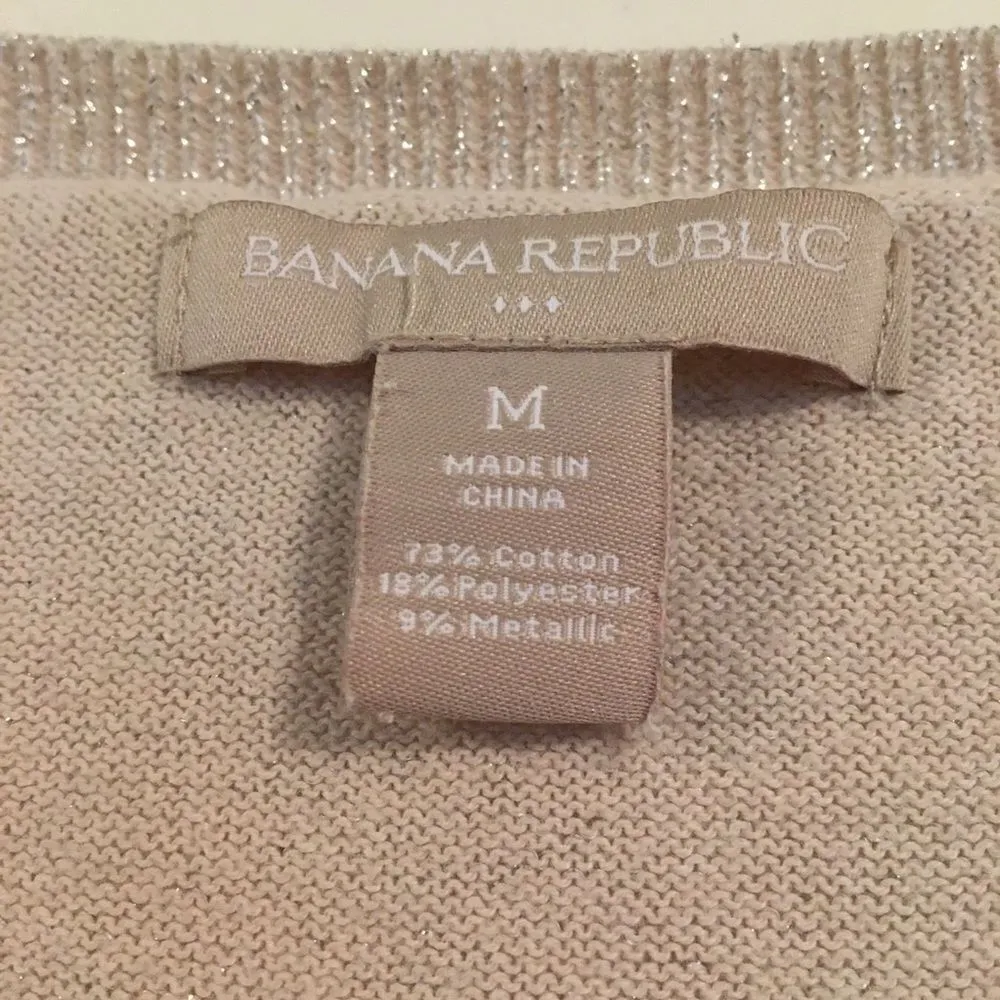 BANANA REPUBLIC
M
MADE IN
CHINA
73% Cotton
18% Polyester
9% Metallic